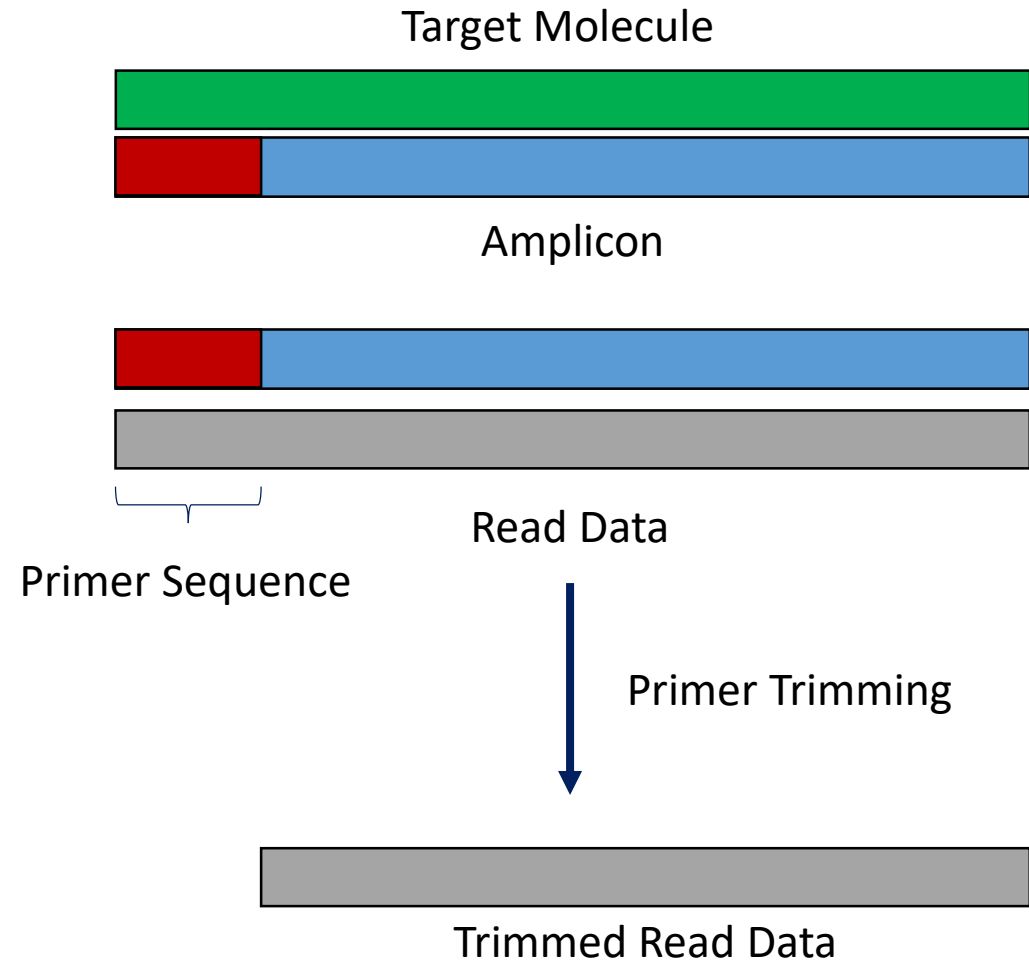 Target Molecule
Amplicon
Read Data
Primer Sequence
Primer Trimming
Trimmed Read Data